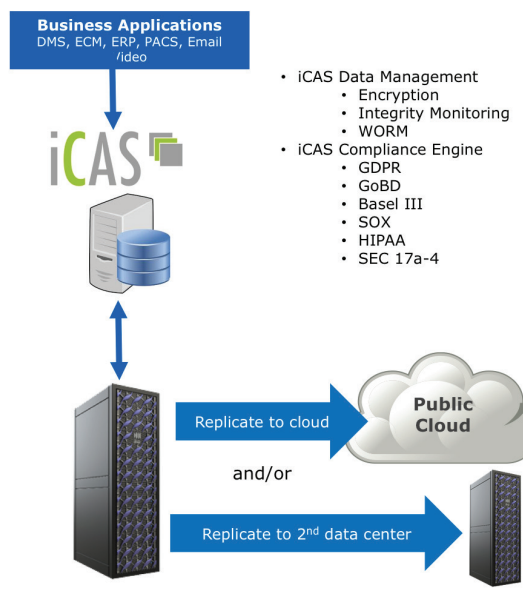 Business Applications
DMS, ECM, ERP, PACS, Email
Video
• iCAS Data Management
• Encryption
• Integrity Monitoring
• WORM
• iCAS Compliance Engine
• GDPR
• GoBD
• Basel III
• SOX
• HIPAA
• SEC 17a-4
iCAS
Replicate to cloud
Public
Cloud
and/or
Replicate to 2nd data center